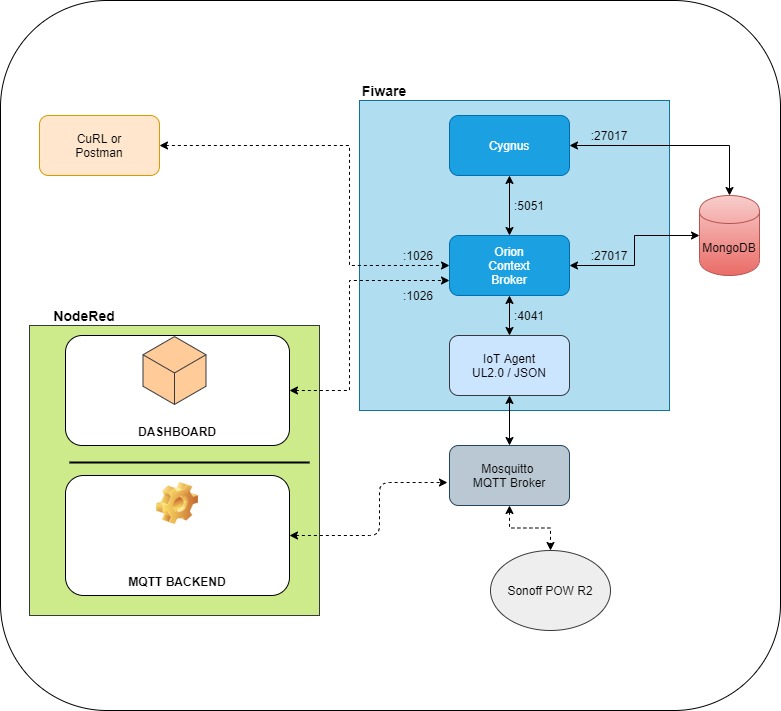 Fiware
CuRL or
Postman
Cygnus
:27017
:5051
MongoDB
:1026
Orion
Context
Broker
:27017
:1026
:4041
NodeRed
IoT Agent
UL2.0 / JSON
DASHBOARD
Mosquitto
MQTT Broker
MQTT BACKEND
Sonoff POW R2